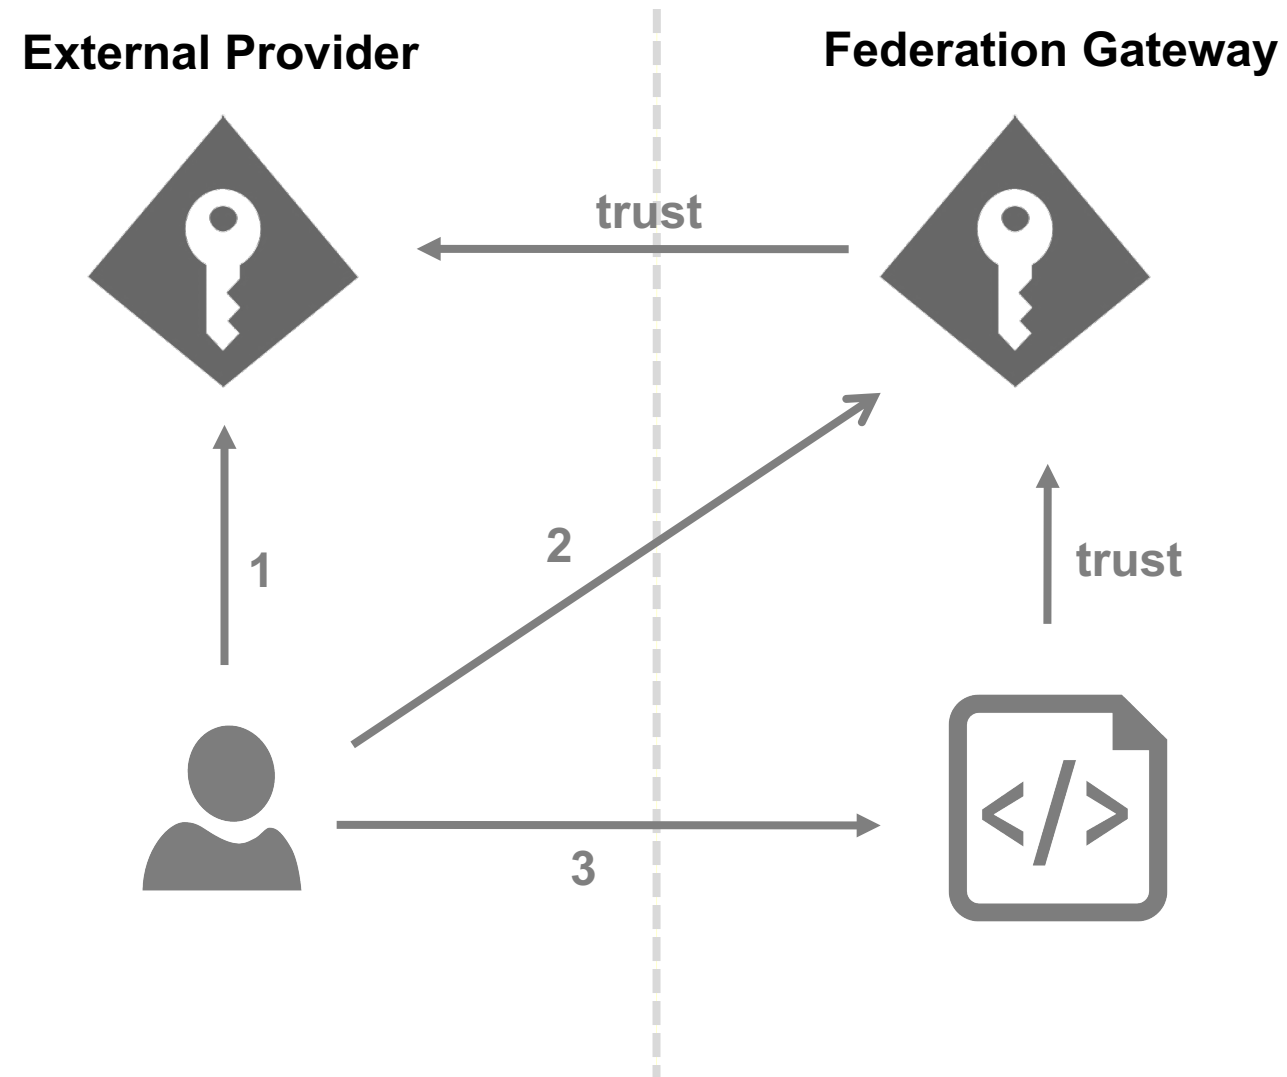 External Provider
Federation Gateway
trust
2
1
trust
</>
3